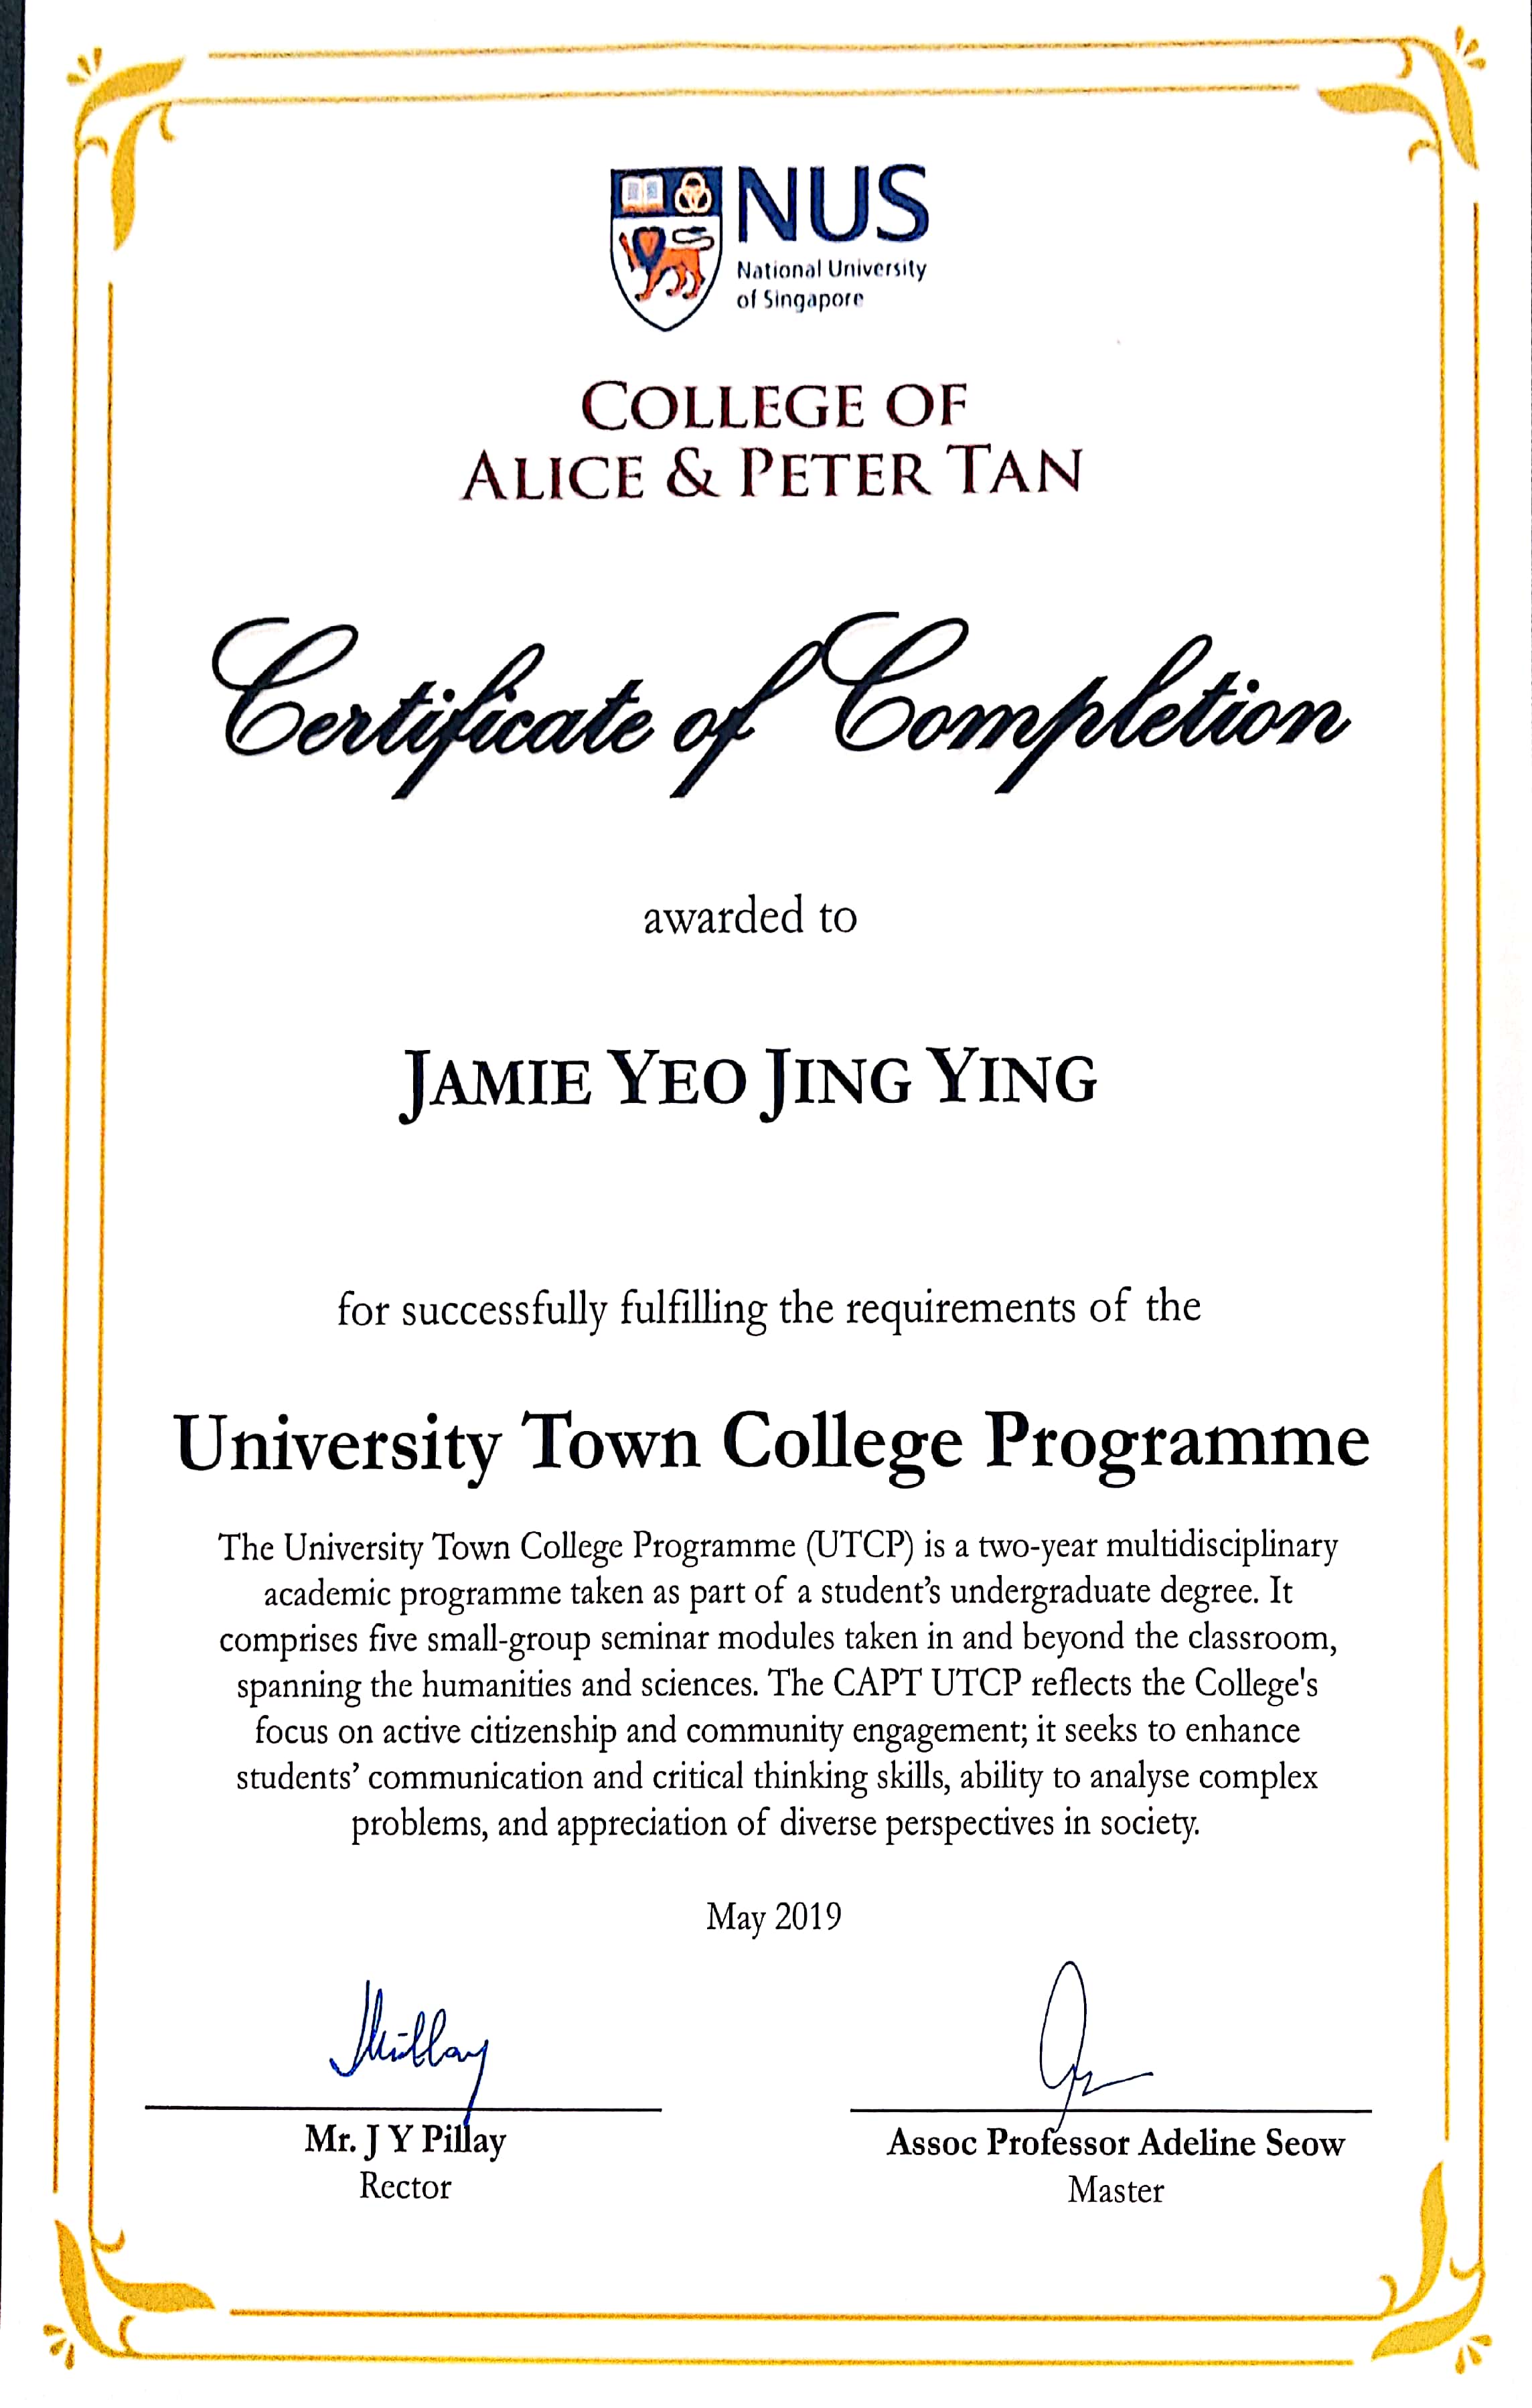 NUS
National University
of Singapore
COLLEGE OF
ALICE & PETER TAN
Certificate of Completion
awarded to
JAMIE YEO JING YING
for successfully fulfilling the requirements of the
University Town College Programme
The University Town College Programme (UTCP) is a two-year multidisciplinary
academic programme taken as part of a student's undergraduate degree. It
comprises five small-group seminar modules taken in and beyond the classroom,
spanning the humanities and sciences. The CAPT UTCP reflects the College's
focus on active citizenship and community engagement; it seeks to enhance
students' communication and critical thinking skills, ability to analyse complex
problems, and appreciation of diverse perspectives in society.
May 2019
Mr. J Y Pillay
Rector
Assoc Professor Adeline Seow
Master